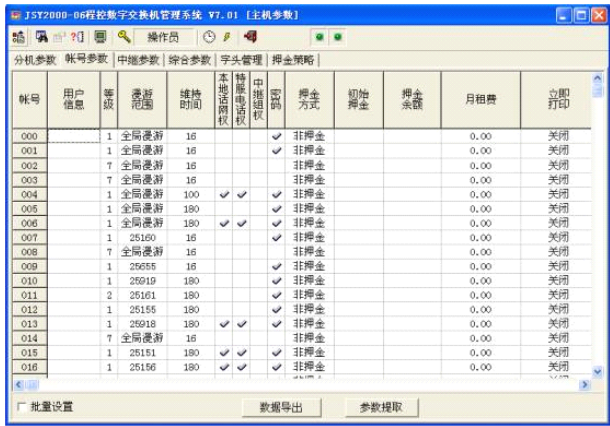 JSY2000-06程控数字交换机管理系统 V7.01 [主机参数]
操作员
分机参数 帐号参数 中继参数 综合参数 字头管理 押金策略
帐号 用户信息 等级 漫游范围 维持时间 本地话网权 特服电话权 中继组权 密码 押金方式 初始押金 押金余额 月租费 立即打印
000 1 全局漫游 16 ✓ 非押金 0.00 关闭
001 1 全局漫游 16 ✓ 非押金 0.00 关闭
002 7 全局漫游 16 非押金 0.00 关闭
003 7 全局漫游 16 非押金 0.00 关闭
004 1 全局漫游 100 ✓ ✓ ✓ 非押金 0.00 关闭
005 1 全局漫游 180 ✓ 非押金 0.00 关闭
006 1 全局漫游 180 ✓ ✓ ✓ 非押金 0.00 关闭
007 1 25160 16 ✓ 非押金 0.00 关闭
008 7 全局漫游 16 非押金 0.00 关闭
009 1 25655 16 ✓ 非押金 0.00 关闭
010 1 25919 180 ✓ 非押金 0.00 关闭
011 2 25161 180 ✓ 非押金 0.00 关闭
012 1 25155 180 ✓ 非押金 0.00 关闭
013 1 25918 180 ✓ ✓ ✓ 非押金 0.00 关闭
014 7 全局漫游 16 非押金 0.00 关闭
015 1 25151 180 ✓ ✓ ✓ 非押金 0.00 关闭
016 1 25156 180 ✓ ✓ ✓ 非押金 0.00 关闭
批量设置 数据导出 参数提取